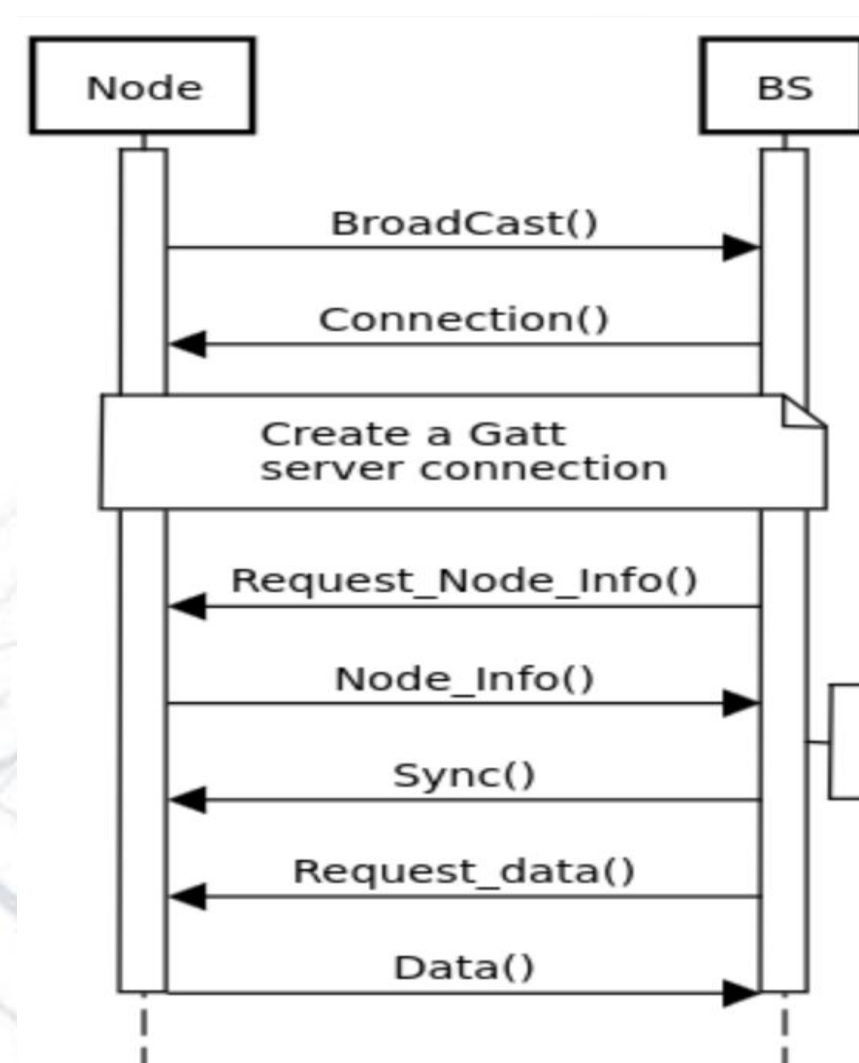 Node
BS
BroadCast()
Connection()
Create a Gatt
server connection
Request_Node_Info()
Node_Info()
Sync()
Request_data()
Data()